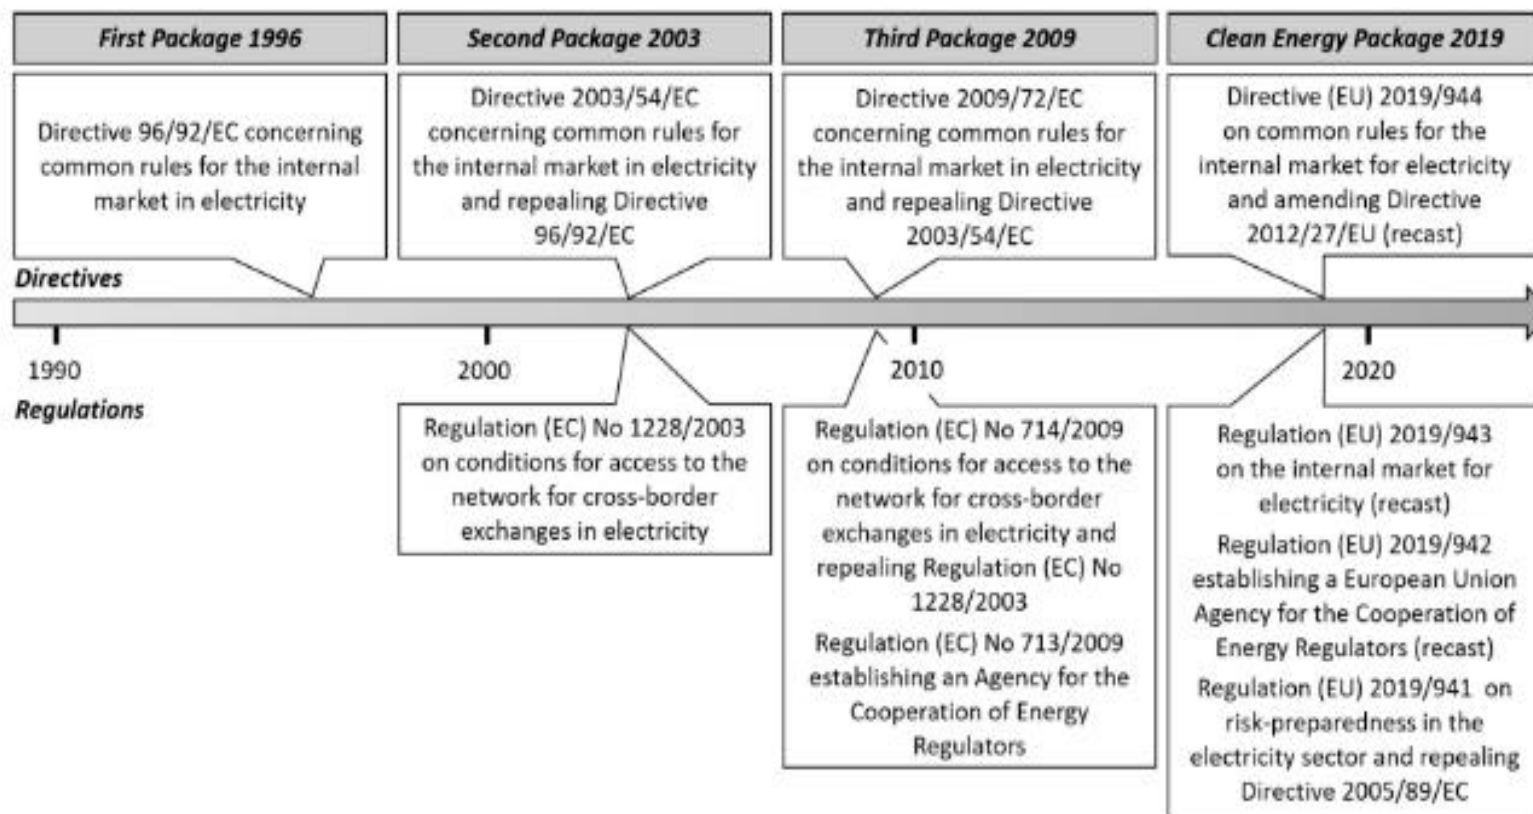 First Package 1996
Second Package 2003
Third Package 2009
Clean Energy Package 2019
Directive 96/92/EC concerning
common rules for the internal
market in electricity
Directive 2003/54/EC
concerning common rules for
the internal market in electricity
and repealing Directive
96/92/EC
Directive 2009/72/EC
concerning common rules for
the internal market in electricity
and repealing Directive
2003/54/EC
Directive (EU) 2019/944
on common rules for the
internal market for electricity
and amending Directive
2012/27/EU (recast)
Directives
1990
2000
2010
2020
Regulations
Regulation (EC) No 1228/2003
on conditions for access to the
network for cross-border
exchanges in electricity
Regulation (EC) No 714/2009
on conditions for access to the
network for cross-border
exchanges in electricity and
repealing Regulation (EC) No
1228/2003
Regulation (EC) No 713/2009
establishing an Agency for the
Cooperation of Energy
Regulators
Regulation (EU) 2019/943
on the internal market for
electricity (recast)
Regulation (EU) 2019/942
establishing a European Union
Agency for the Cooperation of
Energy Regulators (recast)
Regulation (EU) 2019/941 on
risk-preparedness in the
electricity sector and repealing
Directive 2005/89/EC